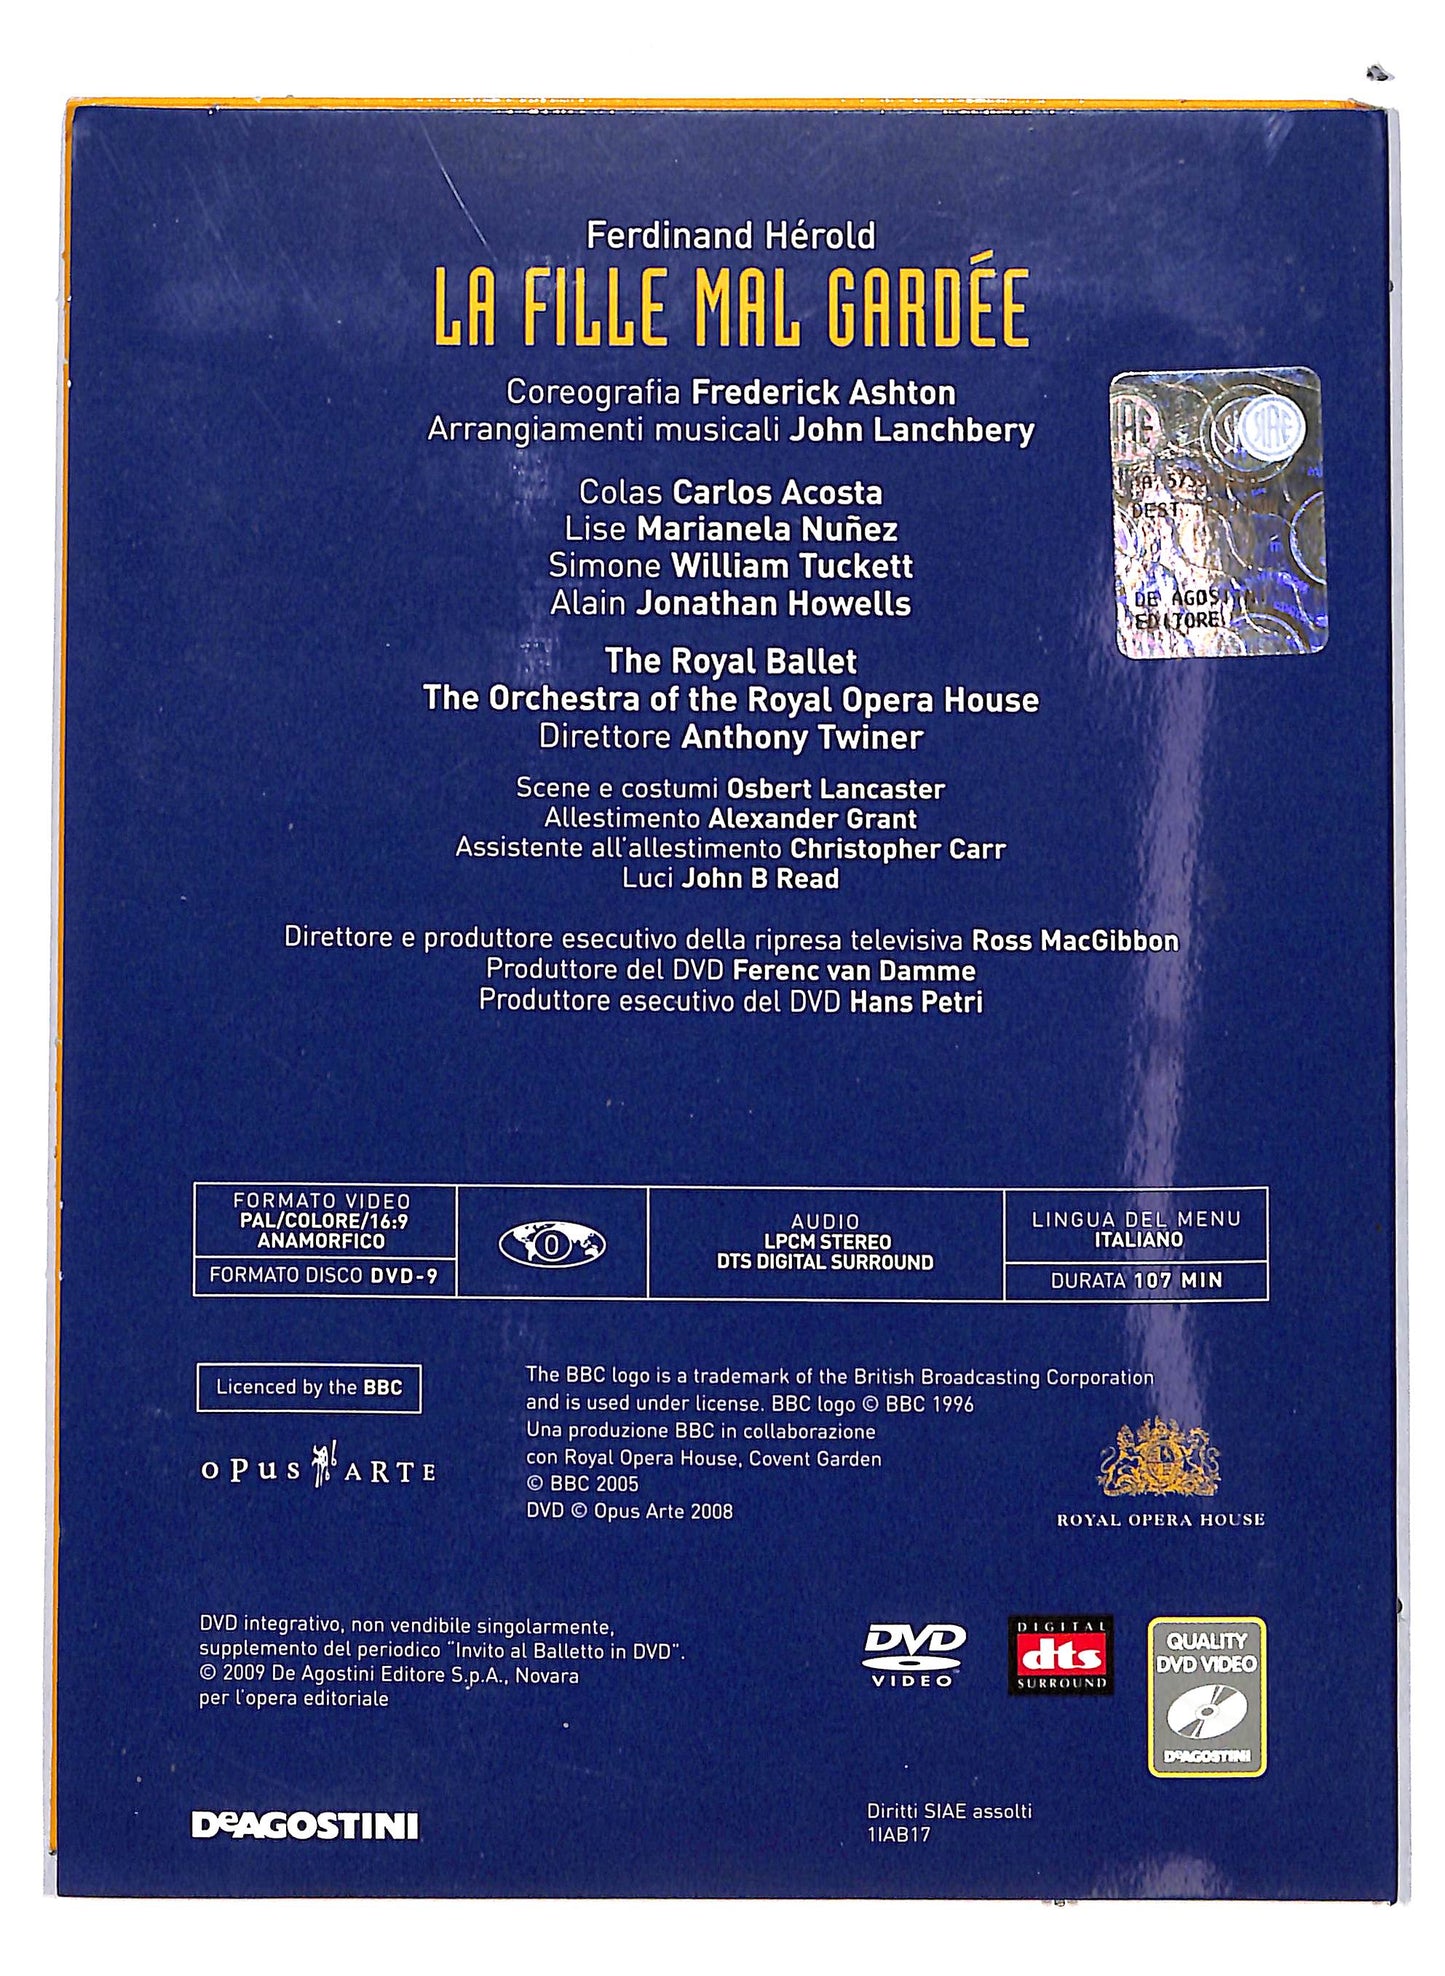 Ferdinand Hérold
LA FILLE MAL GARDÉE
Coreografia Frederick Ashton
Arrangiamenti musicali John Lanchbery
Colas Carlos Acosta
Lise Marianela Nuñez
Simone William Tuckett
Alain Jonathan Howells
The Royal Ballet
The Orchestra of the Royal Opera House
Direttore Anthony Twiner
Scene e costumi Osbert Lancaster
Allestimento Alexander Grant
Assistente all'allestimento Christopher Carr
Luci John B Read
Direttore e produttore esecutivo della ripresa televisiva Ross MacGibbon
Produttore del DVD Ferenc van Damme
Produttore esecutivo del DVD Hans Petri
SIAE
DE AGOSTINI
EDITORE
FORMATO VIDEO
PAL/COLORE/16:9
ANAMORFICO
FORMATO DISCO DVD-9
0
AUDIO
LPCM STEREO
DTS DIGITAL SURROUND
LINGUA DEL MENU
ITALIANO
DURATA 107 MIN
Licenced by the BBC
OPUS ARTE
The BBC logo is a trademark of the British Broadcasting Corporation
and is used under license. BBC logo © BBC 1996
Una produzione BBC in collaborazione
con Royal Opera House, Covent Garden
© BBC 2005
DVD © Opus Arte 2008
ROYAL OPERA HOUSE
DVD integrativo, non vendibile singolarmente,
supplemento del periodico "Invito al Balletto in DVD".
© 2009 De Agostini Editore S.p.A., Novara
per l'opera editoriale
DVD
VIDEO
DIGITAL
dts
SURROUND
QUALITY
DVD VIDEO
DeAGOSTINI
DeAGOSTINI
Diritti SIAE assolti
1IAB17